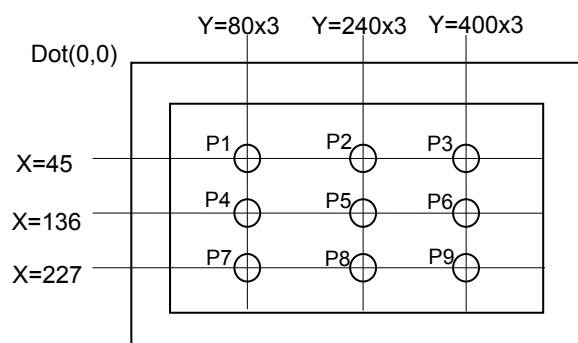 Y=80x3 Y=240x3 Y=400x3
Dot(0,0)
P1 P2 P3
X=45
P4 P5 P6
X=136
P7 P8 P9
X=227